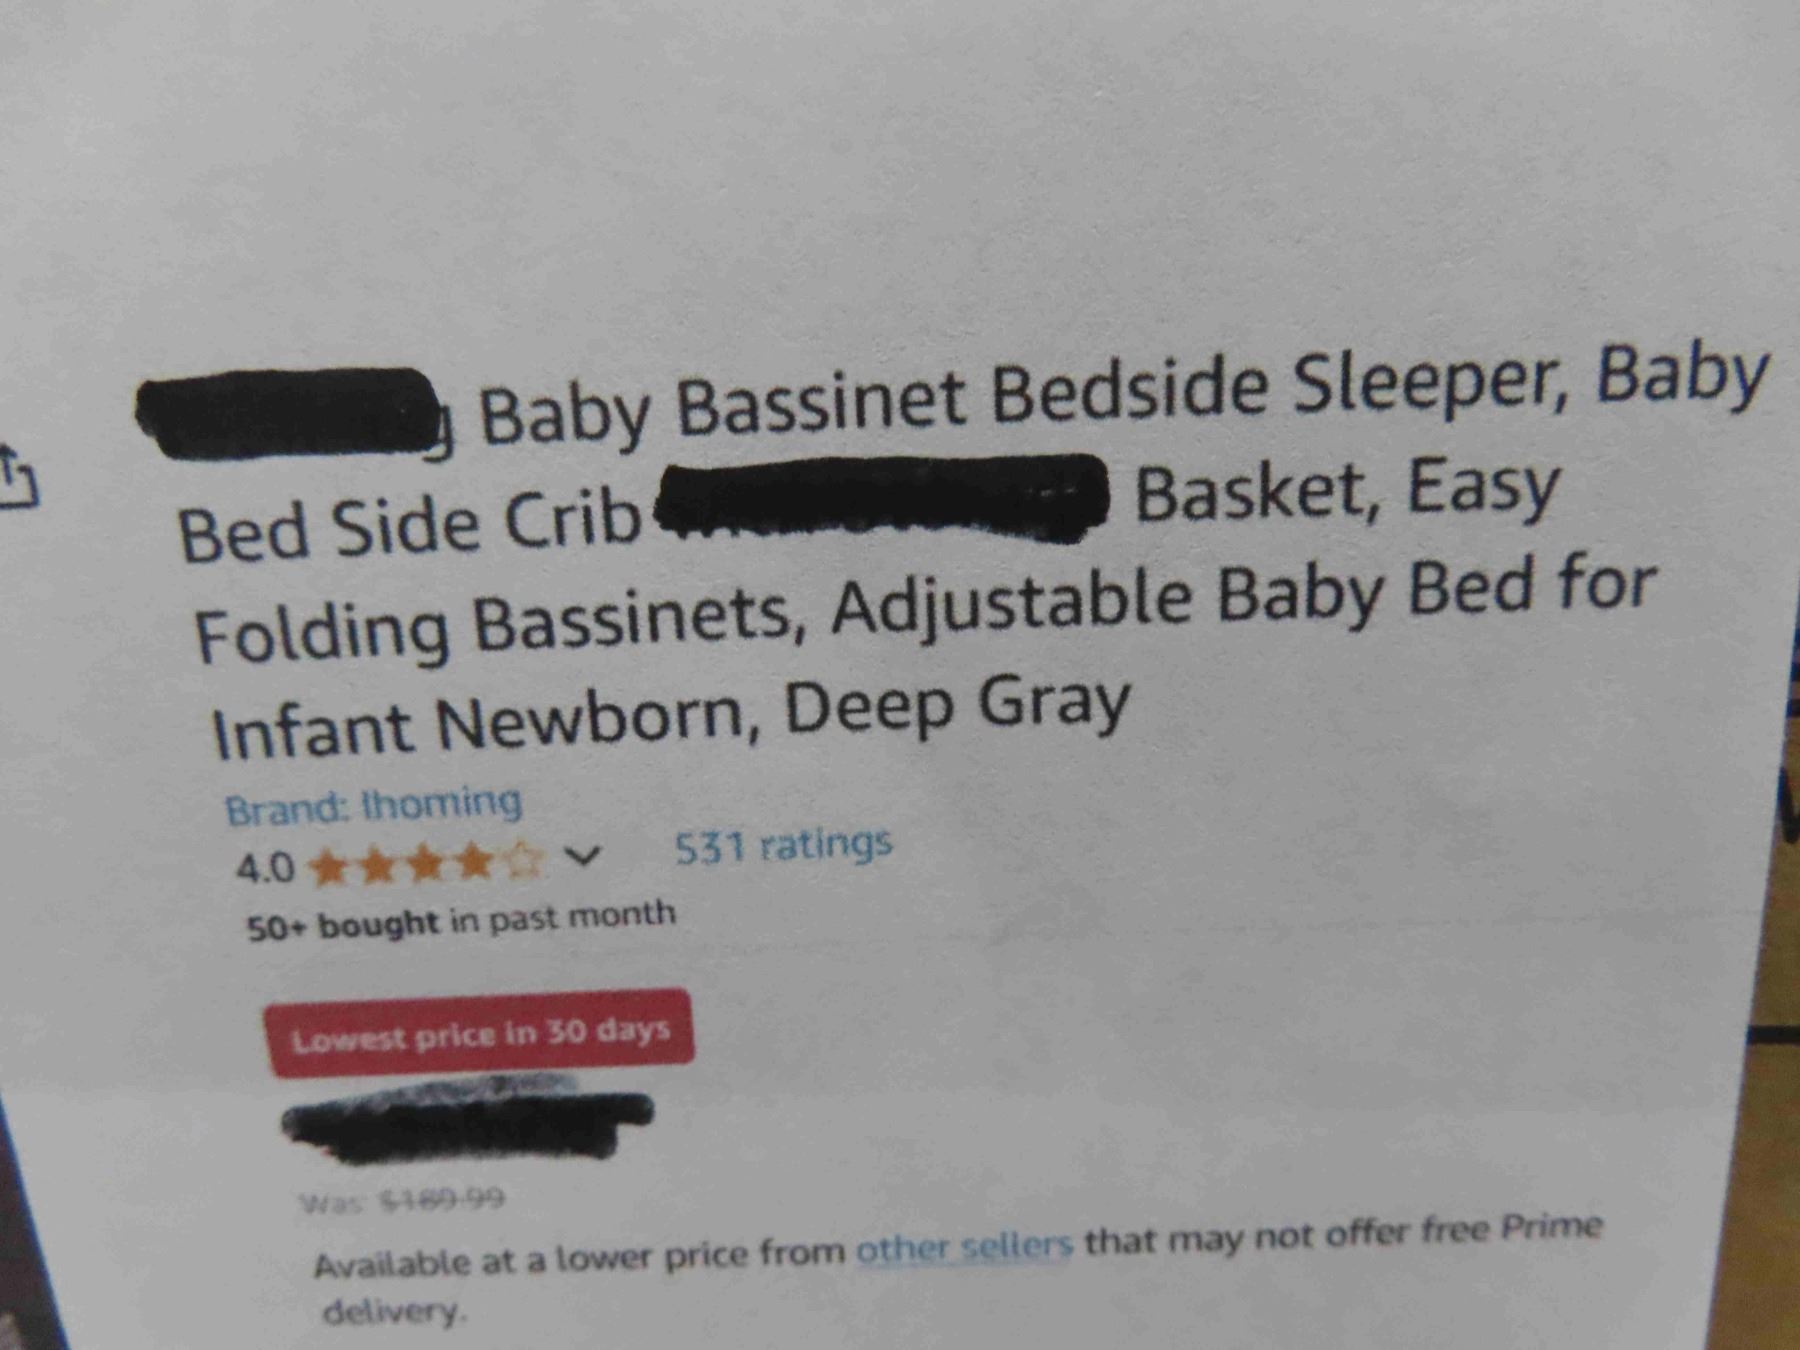 Baby Bassinet Bedside Sleeper, Baby
Bed Side Crib Basket, Easy
Folding Bassinets, Adjustable Baby Bed for
Infant Newborn, Deep Gray
Brand: lhoming
4.0 531 ratings
50+ bought in past month
Lowest price in 30 days
Was: $189.99
Available at a lower price from other sellers that may not offer free Prime
delivery.